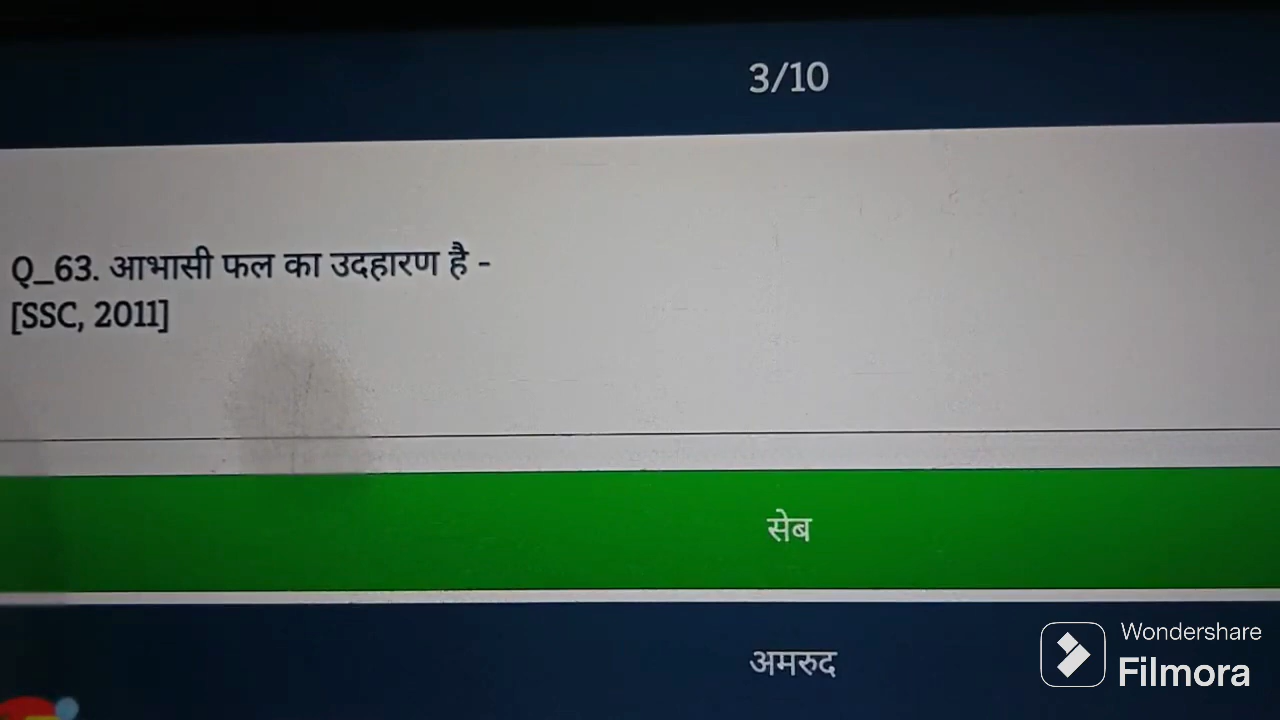 3/10
Q_63. आभासी फल का उदहारण है -
[SSC, 2011]
सेब
अमरुद
Wondershare
Filmora